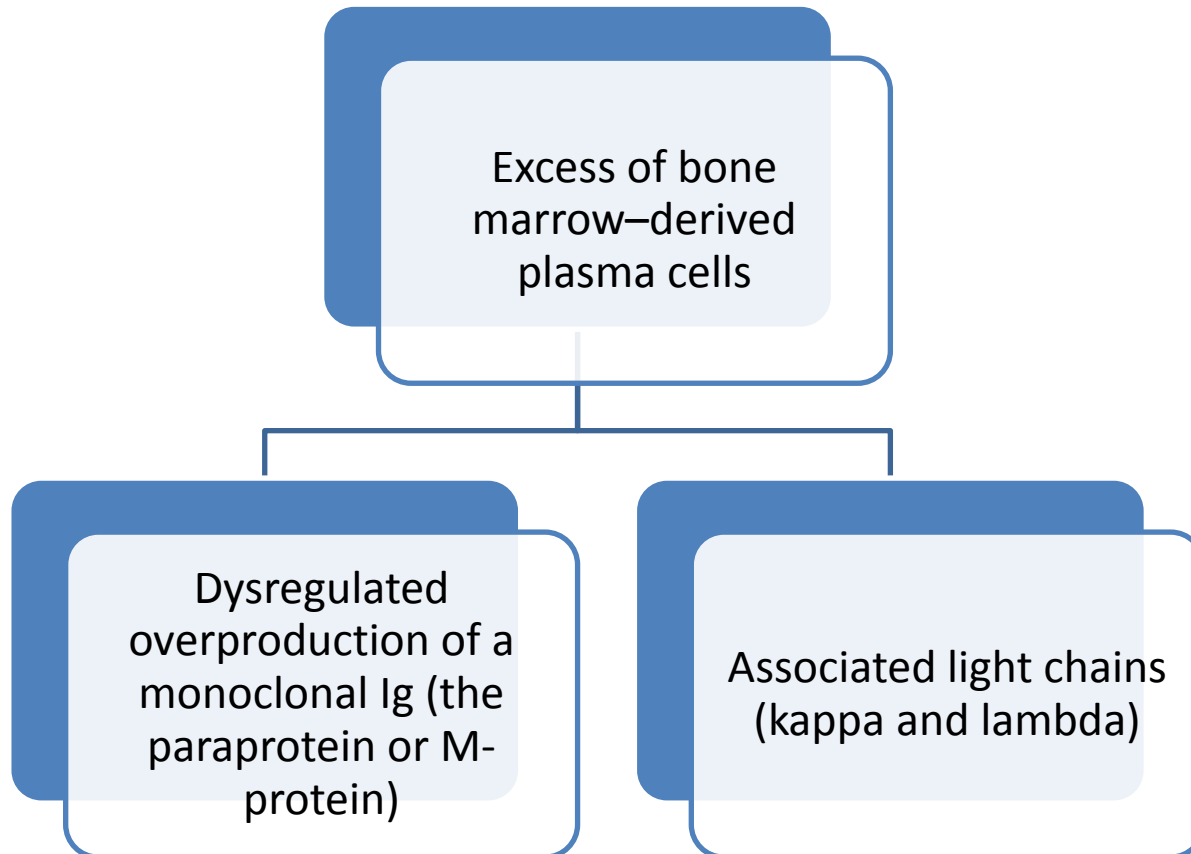 Excess of bone
marrow–derived
plasma cells
Dysregulated
overproduction of a
monoclonal Ig (the
paraprotein or M-
protein)
Associated light chains
(kappa and lambda)